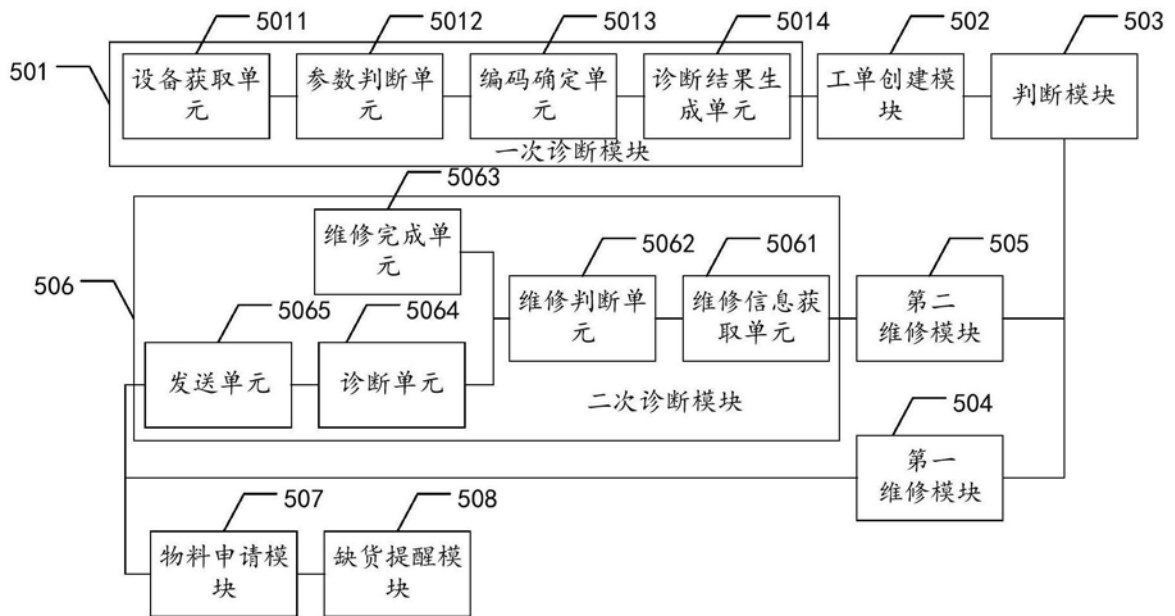 5011
5012
5013
5014
502
503
501
设备获取单
元
参数判断单
元
编码确定单
元
诊断结果生
成单元
工单创建模
块
判断模块
一次诊断模块
5063
维修完成单
元
5062
5061
505
506
5065
5064
维修判断单
元
维修信息获
取单元
第二
维修模块
发送单元
诊断单元
二次诊断模块
504
第一
维修模块
507
508
物料申请模
块
缺货提醒模
块